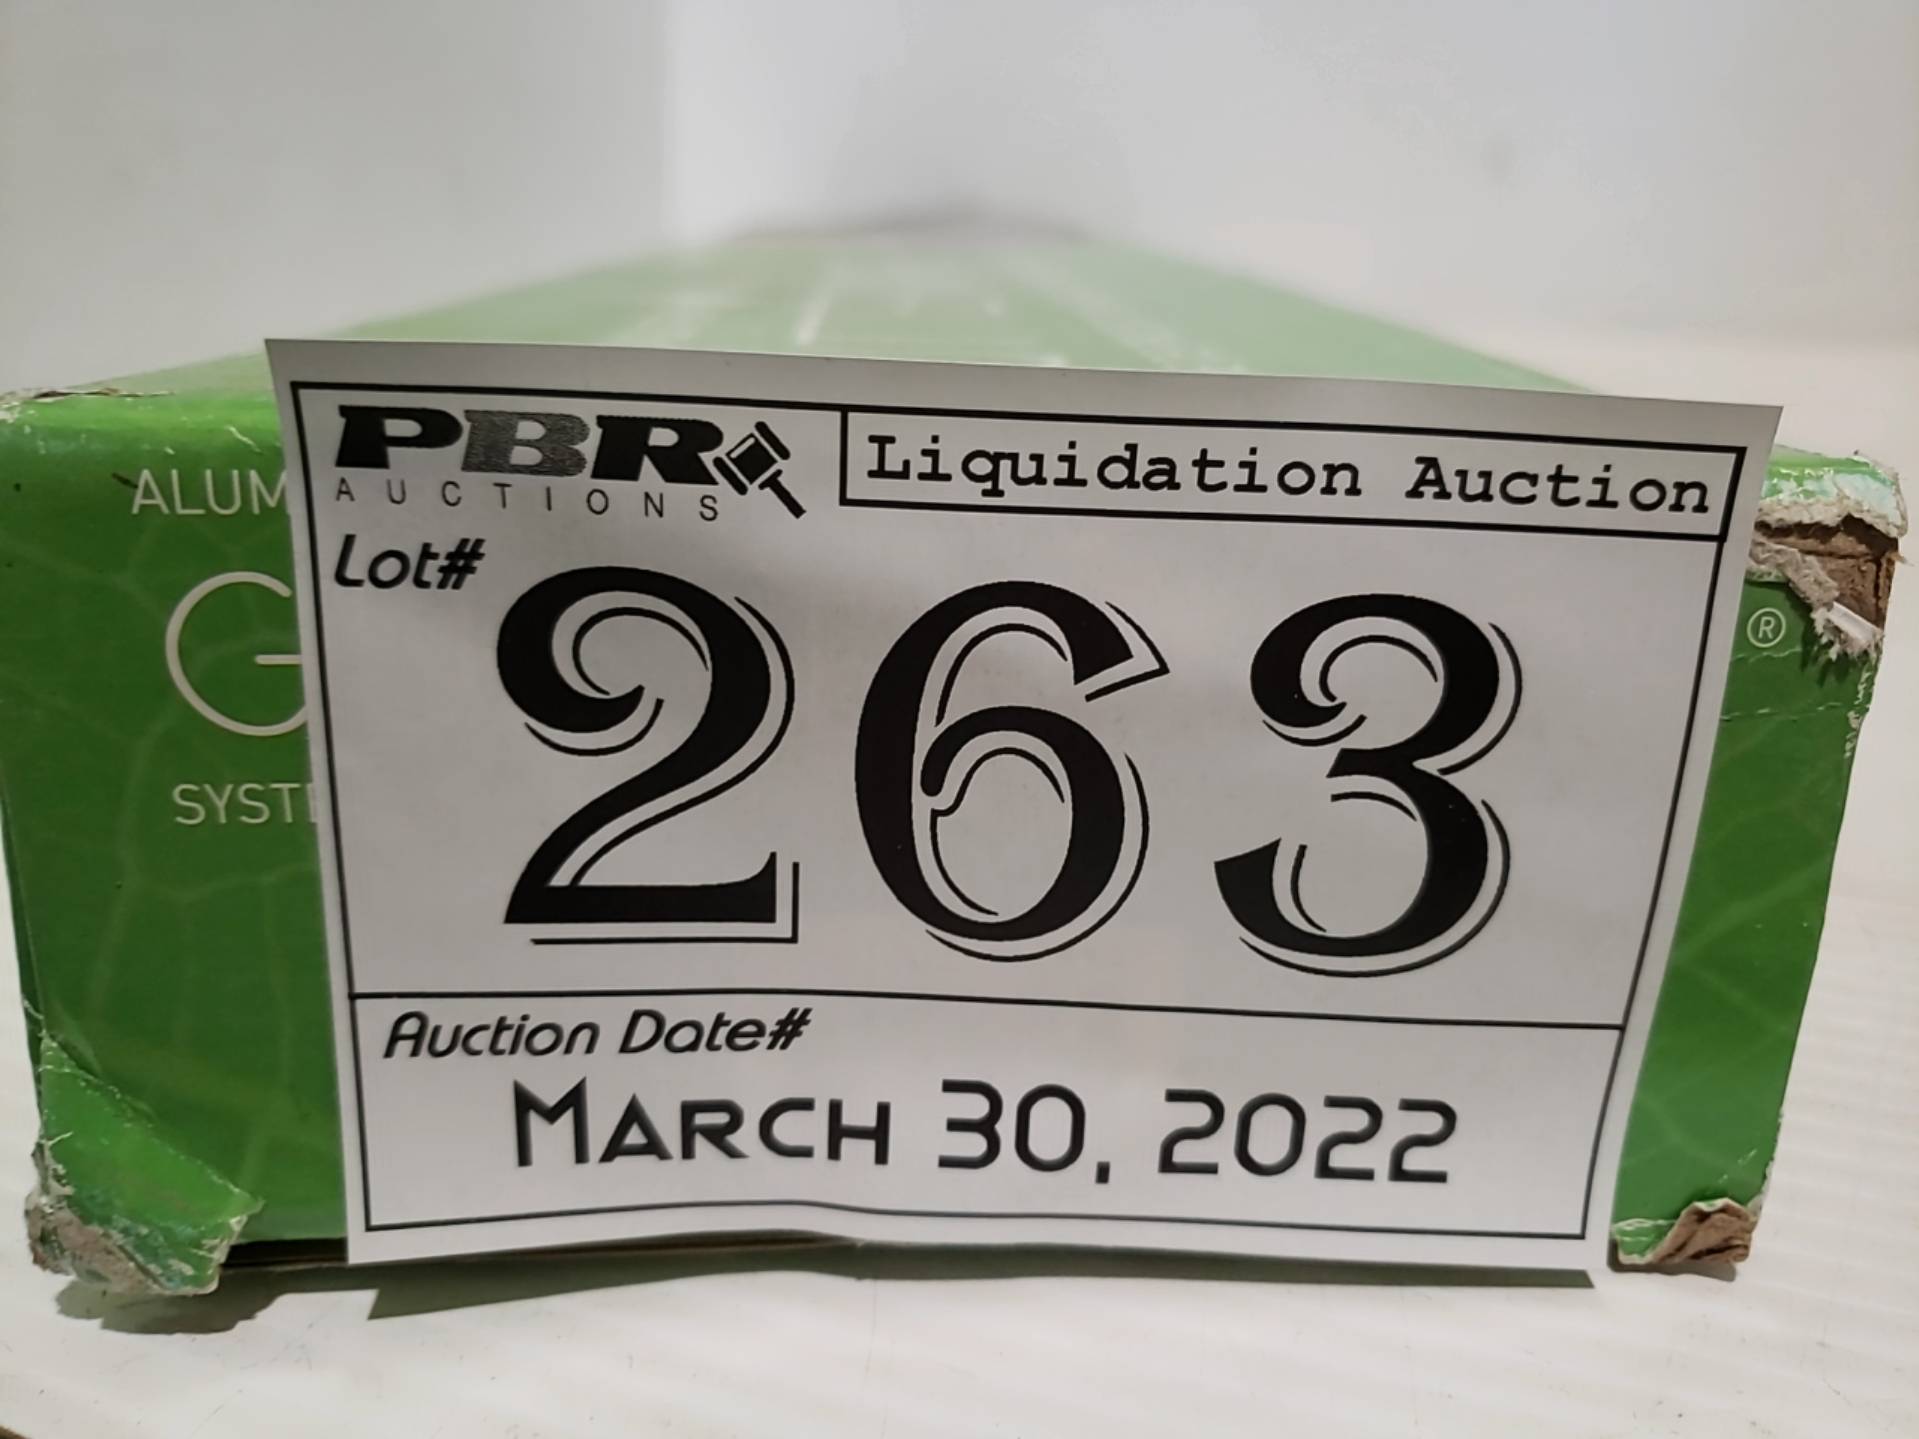 PBR
AUCTIONS
Liquidation Auction
Lot#
263
Auction Date#
MARCH 30, 2022
ALUM
G
SYST
®